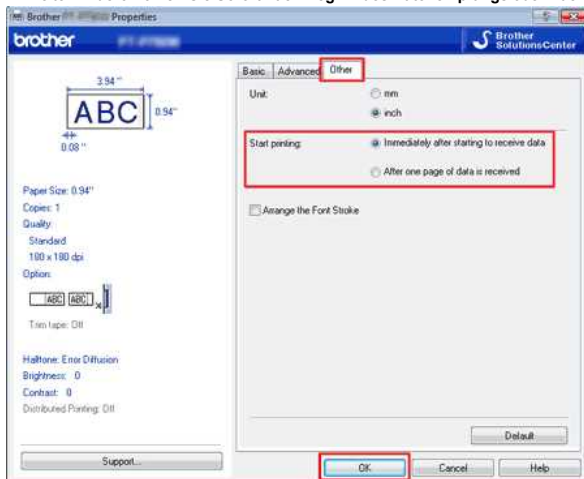 Brother Properties
brother
Brother
SolutionsCenter
Basic
Advanced
Other
3.94 "
ABC
0.94"
0.08 "
Unit:
mm
inch
Start printing:
Immediately after starting to receive data
After one page of data is received
Arrange the Font Stroke
Paper Size: 0.94"
Copies: 1
Quality:
Standard
180 x 180 dpi
Option:
ABC ABC
Trim tape: Off
Halftone: Error Diffusion
Brightness: 0
Contrast: 0
Distributed Printing: Off
Default
Support...
OK
Cancel
Help